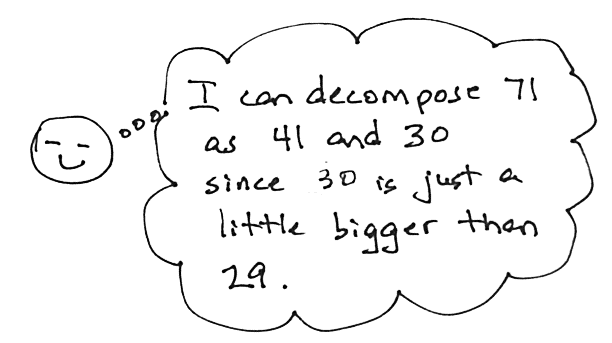 I can decompose 71
as 41 and 30
since 30 is just a
little bigger than
29.